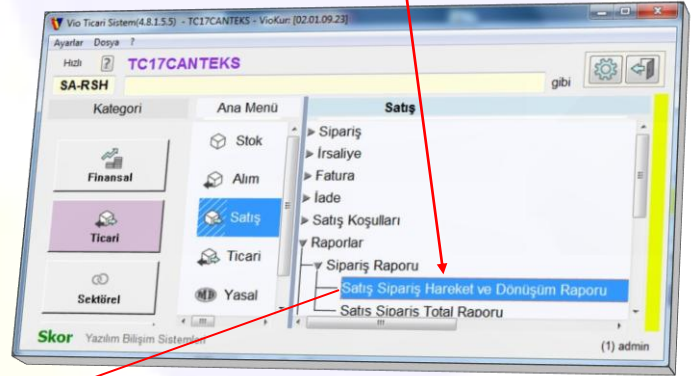 Vio Ticari Sistem(4.8.1.5.5) - TC17CANTEKS - VioKur: [02.01.09.23]
Ayarlar Dosya ?
Hızlı ? TC17CANTEKS
SA-RSH gibi
Kategori Ana Menü Satış
Finansal
Ticari
Sektörel
Stok
Alım
Satış
Ticari
Yasal
Sipariş
İrsaliye
Fatura
İade
Satış Koşulları
Raporlar
Sipariş Raporu
Satış Sipariş Hareket ve Dönüşüm Raporu
Satış Sipariş Total Raporu
Skor Yazılım Bilişim Sistemleri (1) admin